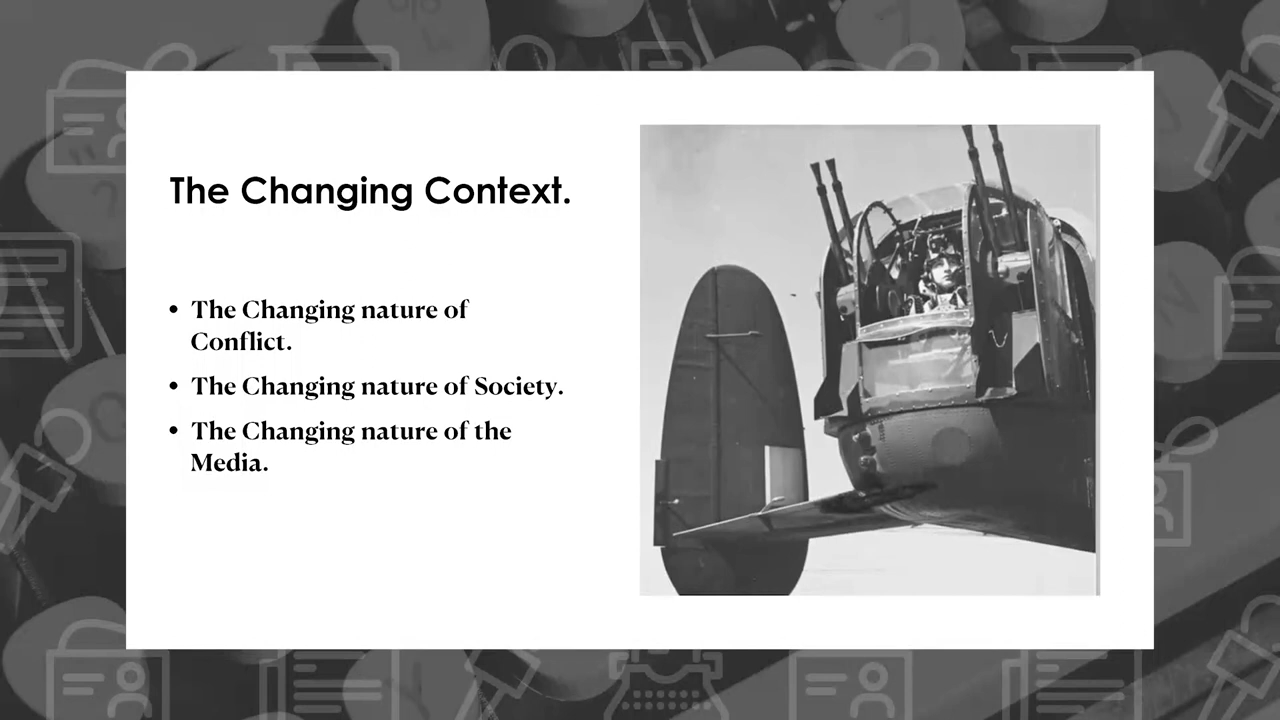 The Changing Context.
• The Changing nature of
Conflict.
• The Changing nature of Society.
• The Changing nature of the
Media.